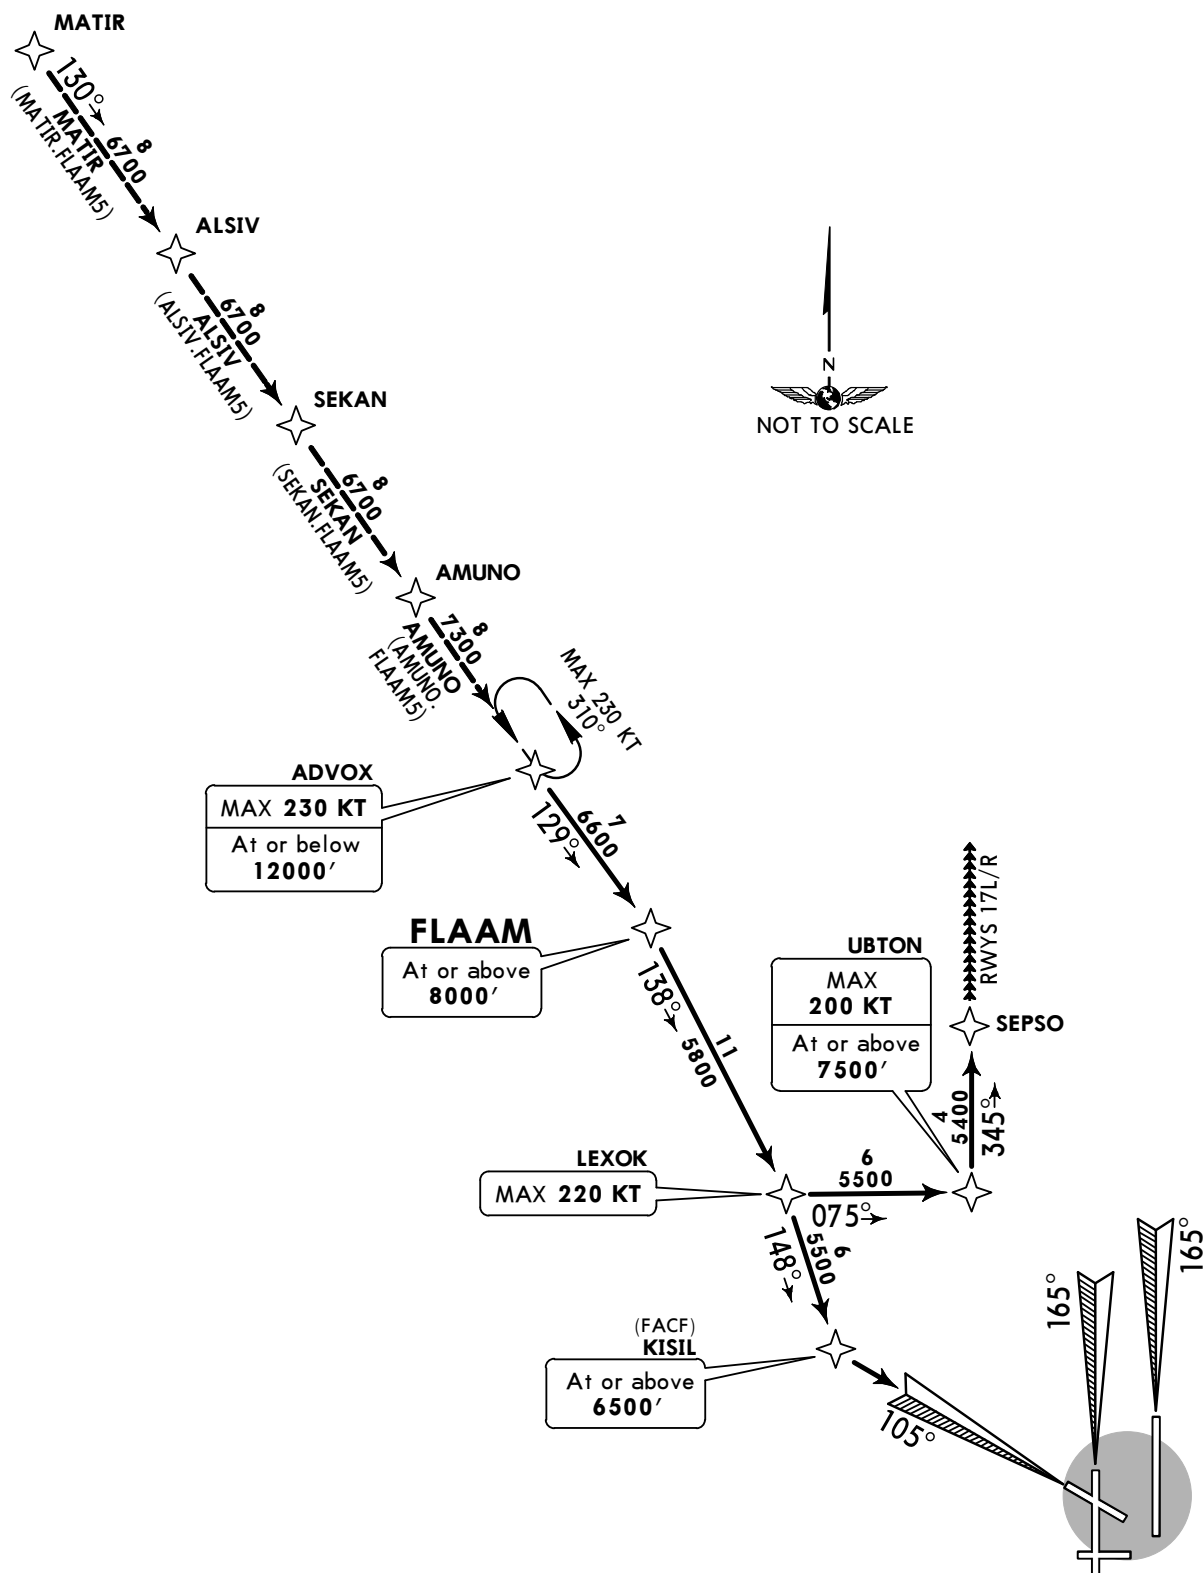 MATIR
130°
8
6700
MATIR
(MATIR.FLAAM5)
ALSIV
8
6700
ALSIV
(ALSIV.FLAAM5)
N
NOT TO SCALE
SEKAN
8
6700
SEKAN
(SEKAN.FLAAM5)
AMUNO
8
7300
AMUNO
(AMUNO.
FLAAM5)
MAX 230 KT
310°
ADVOX
MAX 230 KT
At or below
12000′
129°
7
6600
FLAAM
At or above
8000′
138°
11
5800
UBTON
MAX
200 KT
At or above
7500′
RWYS 17L/R
SEPSO
4
5400
345°
LEXOK
MAX 220 KT
6
5500
075°
148°
6
5500
(FACF)
KISIL
At or above
6500′
105°
165°
165°